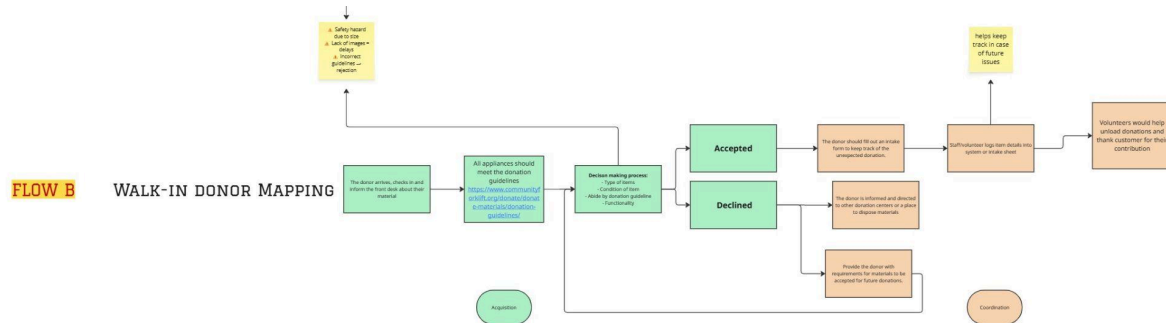 ⚠ Safety hazard
due to size
⚠ Lack of images =
delays
⚠ Incorrect
guidelines —
rejection
helps keep
track in case
of future
issues
FLOW B
WALK-IN DONOR MAPPING
The donor arrives, checks in and
inform the front desk about their
material
All appliances should
meet the donation
guidelines
https://www.communityf
orklift.org/donate/donat
e-materials/donation-
guidelines/
Decision making process:
- Type of items
- Condition of item
- Abide by donation guideline
- Functionality
Accepted
Declined
The donor should fill out an intake
form to keep track of the
unexpected donation.
Staff/volunteer logs item details into
system or intake sheet
Volunteers would help
unload donations and
thank customer for their
contribution
The donor is informed and directed
to other donation centers or a place
to dispose materials
Provide the donor with
requirements for materials to be
accepted for future donations.
Acquisition
Coordination